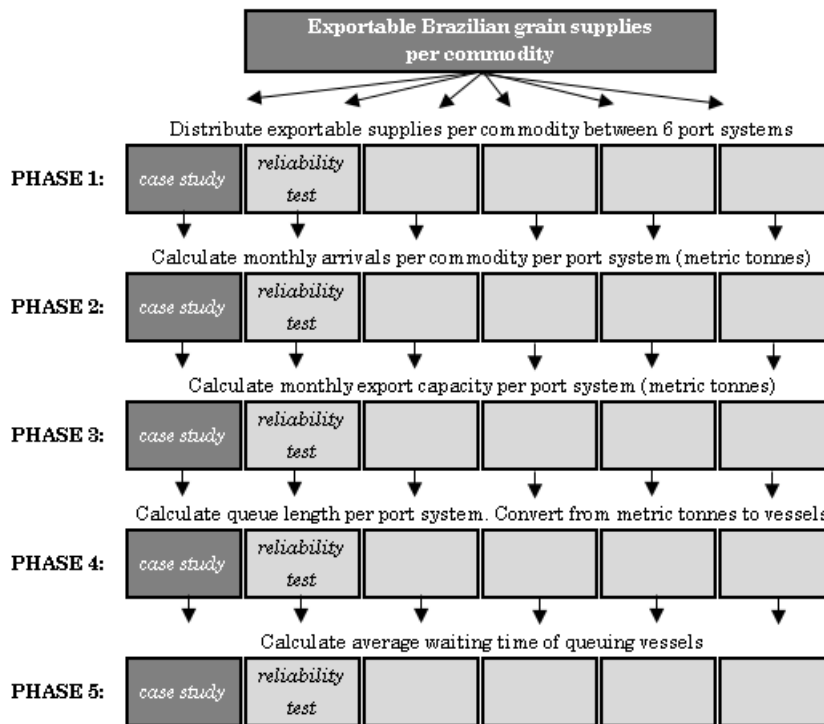 Exportable Brazilian grain supplies
per commodity
Distribute exportable supplies per commodity between 6 port systems
PHASE 1:
case study
reliability
test
Calculate monthly arrivals per commodity per port system (metric tonnes)
PHASE 2:
case study
reliability
test
Calculate monthly export capacity per port system (metric tonnes)
PHASE 3:
case study
reliability
test
Calculate queue length per port system. Convert from metric tonnes to vessels
PHASE 4:
case study
reliability
test
Calculate average waiting time of queuing vessels
PHASE 5:
case study
reliability
test